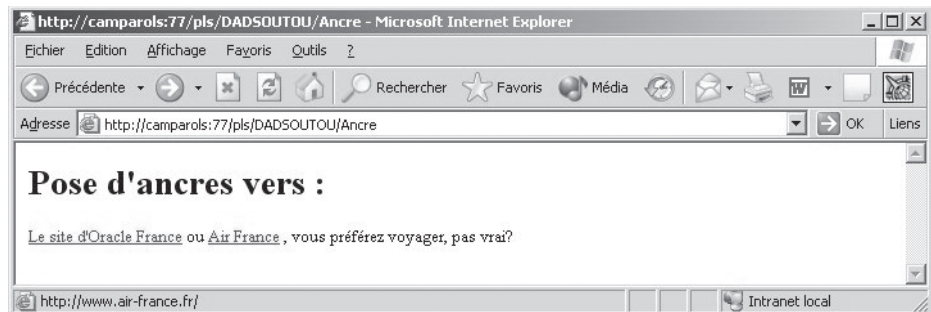 http://camparols:77/pls/DADSOUTOU/Ancre - Microsoft Internet Explorer
Fichier Edition Affichage Favoris Outils ?
Précédente Rechercher Favoris Média
Adresse http://camparols:77/pls/DADSOUTOU/Ancre OK Liens
Pose d'ancres vers :
Le site d'Oracle France ou Air France , vous préférez voyager, pas vrai?
http://www.air-france.fr/ Intranet local